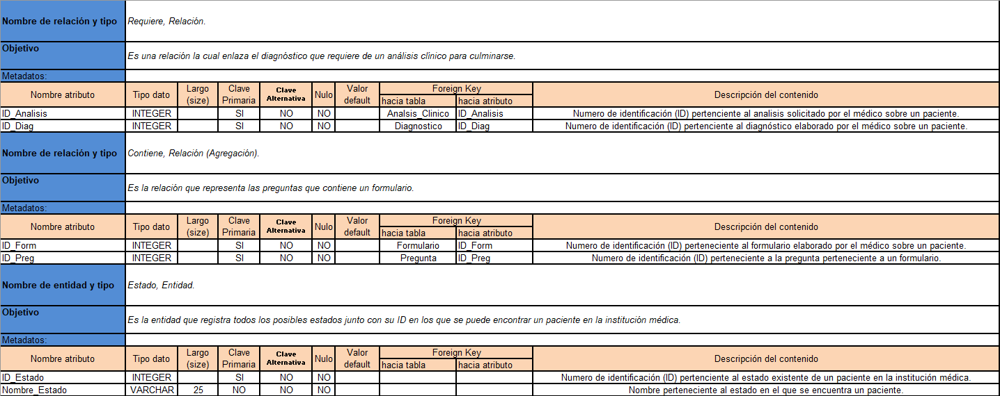 Nombre de relación y tipo Requiere, Relación.
Objetivo
Es una relación la cual enlaza el diagnóstico que requiere de un análisis clínico para culminarse.
Metadatos:
Nombre atributo Tipo dato Largo (size) Clave Primaria Clave Alternativa Nulo Valor default Foreign Key Descripción del contenido
hacia tabla hacia atributo
ID_Analisis INTEGER SI NO NO Analsis_Clinico ID_Analisis Numero de identificación (ID) pertenciente al analisis solicitado por el médico sobre un paciente.
ID_Diag INTEGER SI NO NO Diagnostico ID_Diag Numero de identificación (ID) pertenciente al diagnóstico elaborado por el médico sobre un paciente.
Nombre de relación y tipo Contiene, Relación (Agregación).
Objetivo
Es la relación que representa las preguntas que contiene un formulario.
Metadatos:
Nombre atributo Tipo dato Largo (size) Clave Primaria Clave Alternativa Nulo Valor default Foreign Key Descripción del contenido
hacia tabla hacia atributo
ID_Form INTEGER SI NO NO Formulario ID_Form Numero de identificación (ID) perteneciente al formulario elaborado por el médico sobre un paciente.
ID_Preg INTEGER SI NO NO Pregunta ID_Preg Numero de identificación (ID) perteneciente a la pregunta perteneciente a un formulario.
Nombre de entidad y tipo Estado, Entidad.
Objetivo
Es la entidad que registra todos los posibles estados junto con su ID en los que se puede encontrar un paciente en la institución médica.
Metadatos:
Nombre atributo Tipo dato Largo (size) Clave Primaria Clave Alternativa Nulo Valor default Foreign Key Descripción del contenido
hacia tabla hacia atributo
ID_Estado INTEGER SI NO NO Numero de identificación (ID) pertenciente al estado existente de un paciente en la institución médica.
Nombre_Estado VARCHAR 25 NO NO NO Nombre perteneciente al estado en el que se encuentra un paciente.